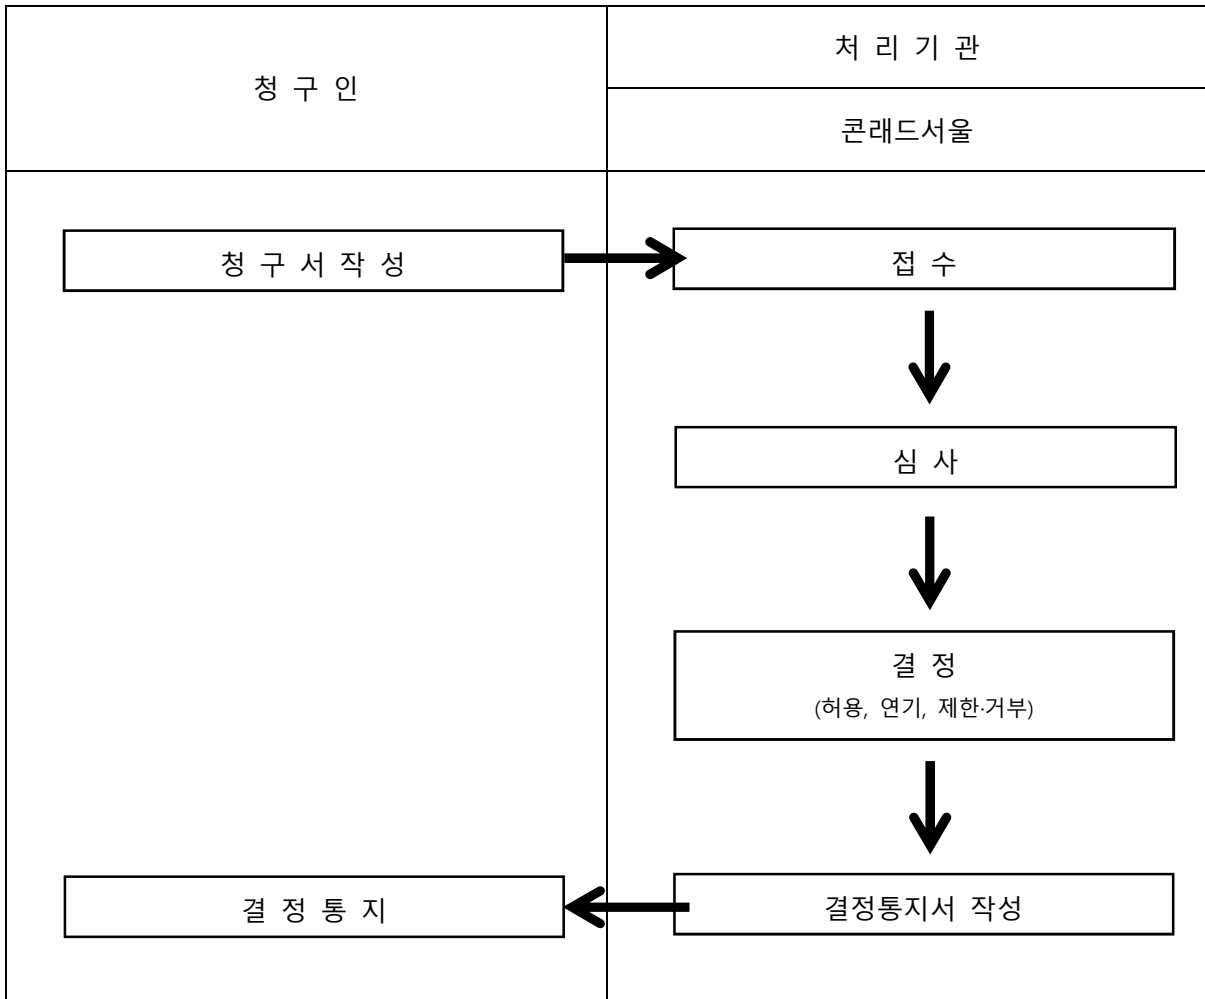 청 구 인
처 리 기 관
콘래드서울
청 구 서 작 성
접 수
심 사
결 정
(허용, 연기, 제한·거부)
결정통지서 작성
결 정 통 지